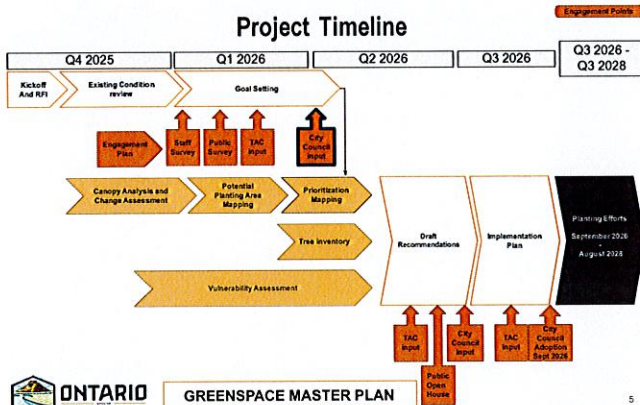 Engagement Points
Project Timeline
Q4 2025
Q1 2026
Q2 2026
Q3 2026
Q3 2026 -
Q3 2028
Kickoff
And RFI
Existing Condition
review
Goal Setting
Engagement
Plan
Staff
Survey
Public
Survey
TAC
Input
City
Council
Input
Canopy Analysis and
Change Assessment
Potential
Planting Area
Mapping
Prioritization
Mapping
Tree Inventory
Vulnerability Assessment
Draft
Recommendations
Implementation
Plan
Planting Efforts
September 2026
-
August 2028
TAC
Input
Public
Open
House
City
Council
Input
TAC
Input
City
Council
Adoption
Sept 2026
ONTARIO
GREENSPACE MASTER PLAN
5